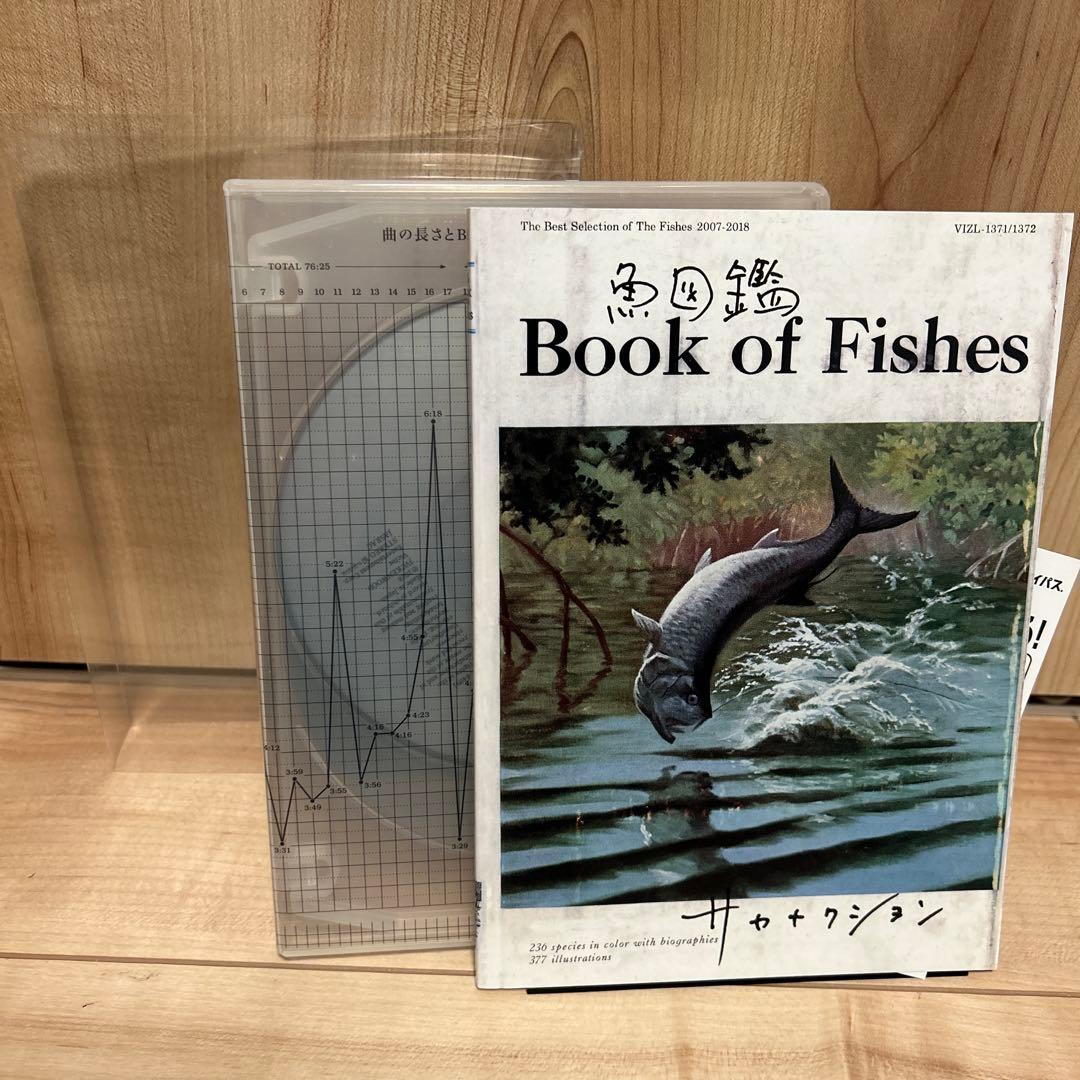 The Best Selection of The Fishes 2007-2018
VIZL-1371/1372
魚図鑑
Book of Fishes
サカナクション
236 species in color with biographies
377 illustrations
曲の長さとB
TOTAL 76:25
6 7 8 9 10 11 12 13 14 15 16 17
6:18
5:22
4:55
4:23
4:16
4:16
4:12
3:59
3:56
3:55
3:49
3:31
3:29
イパス.